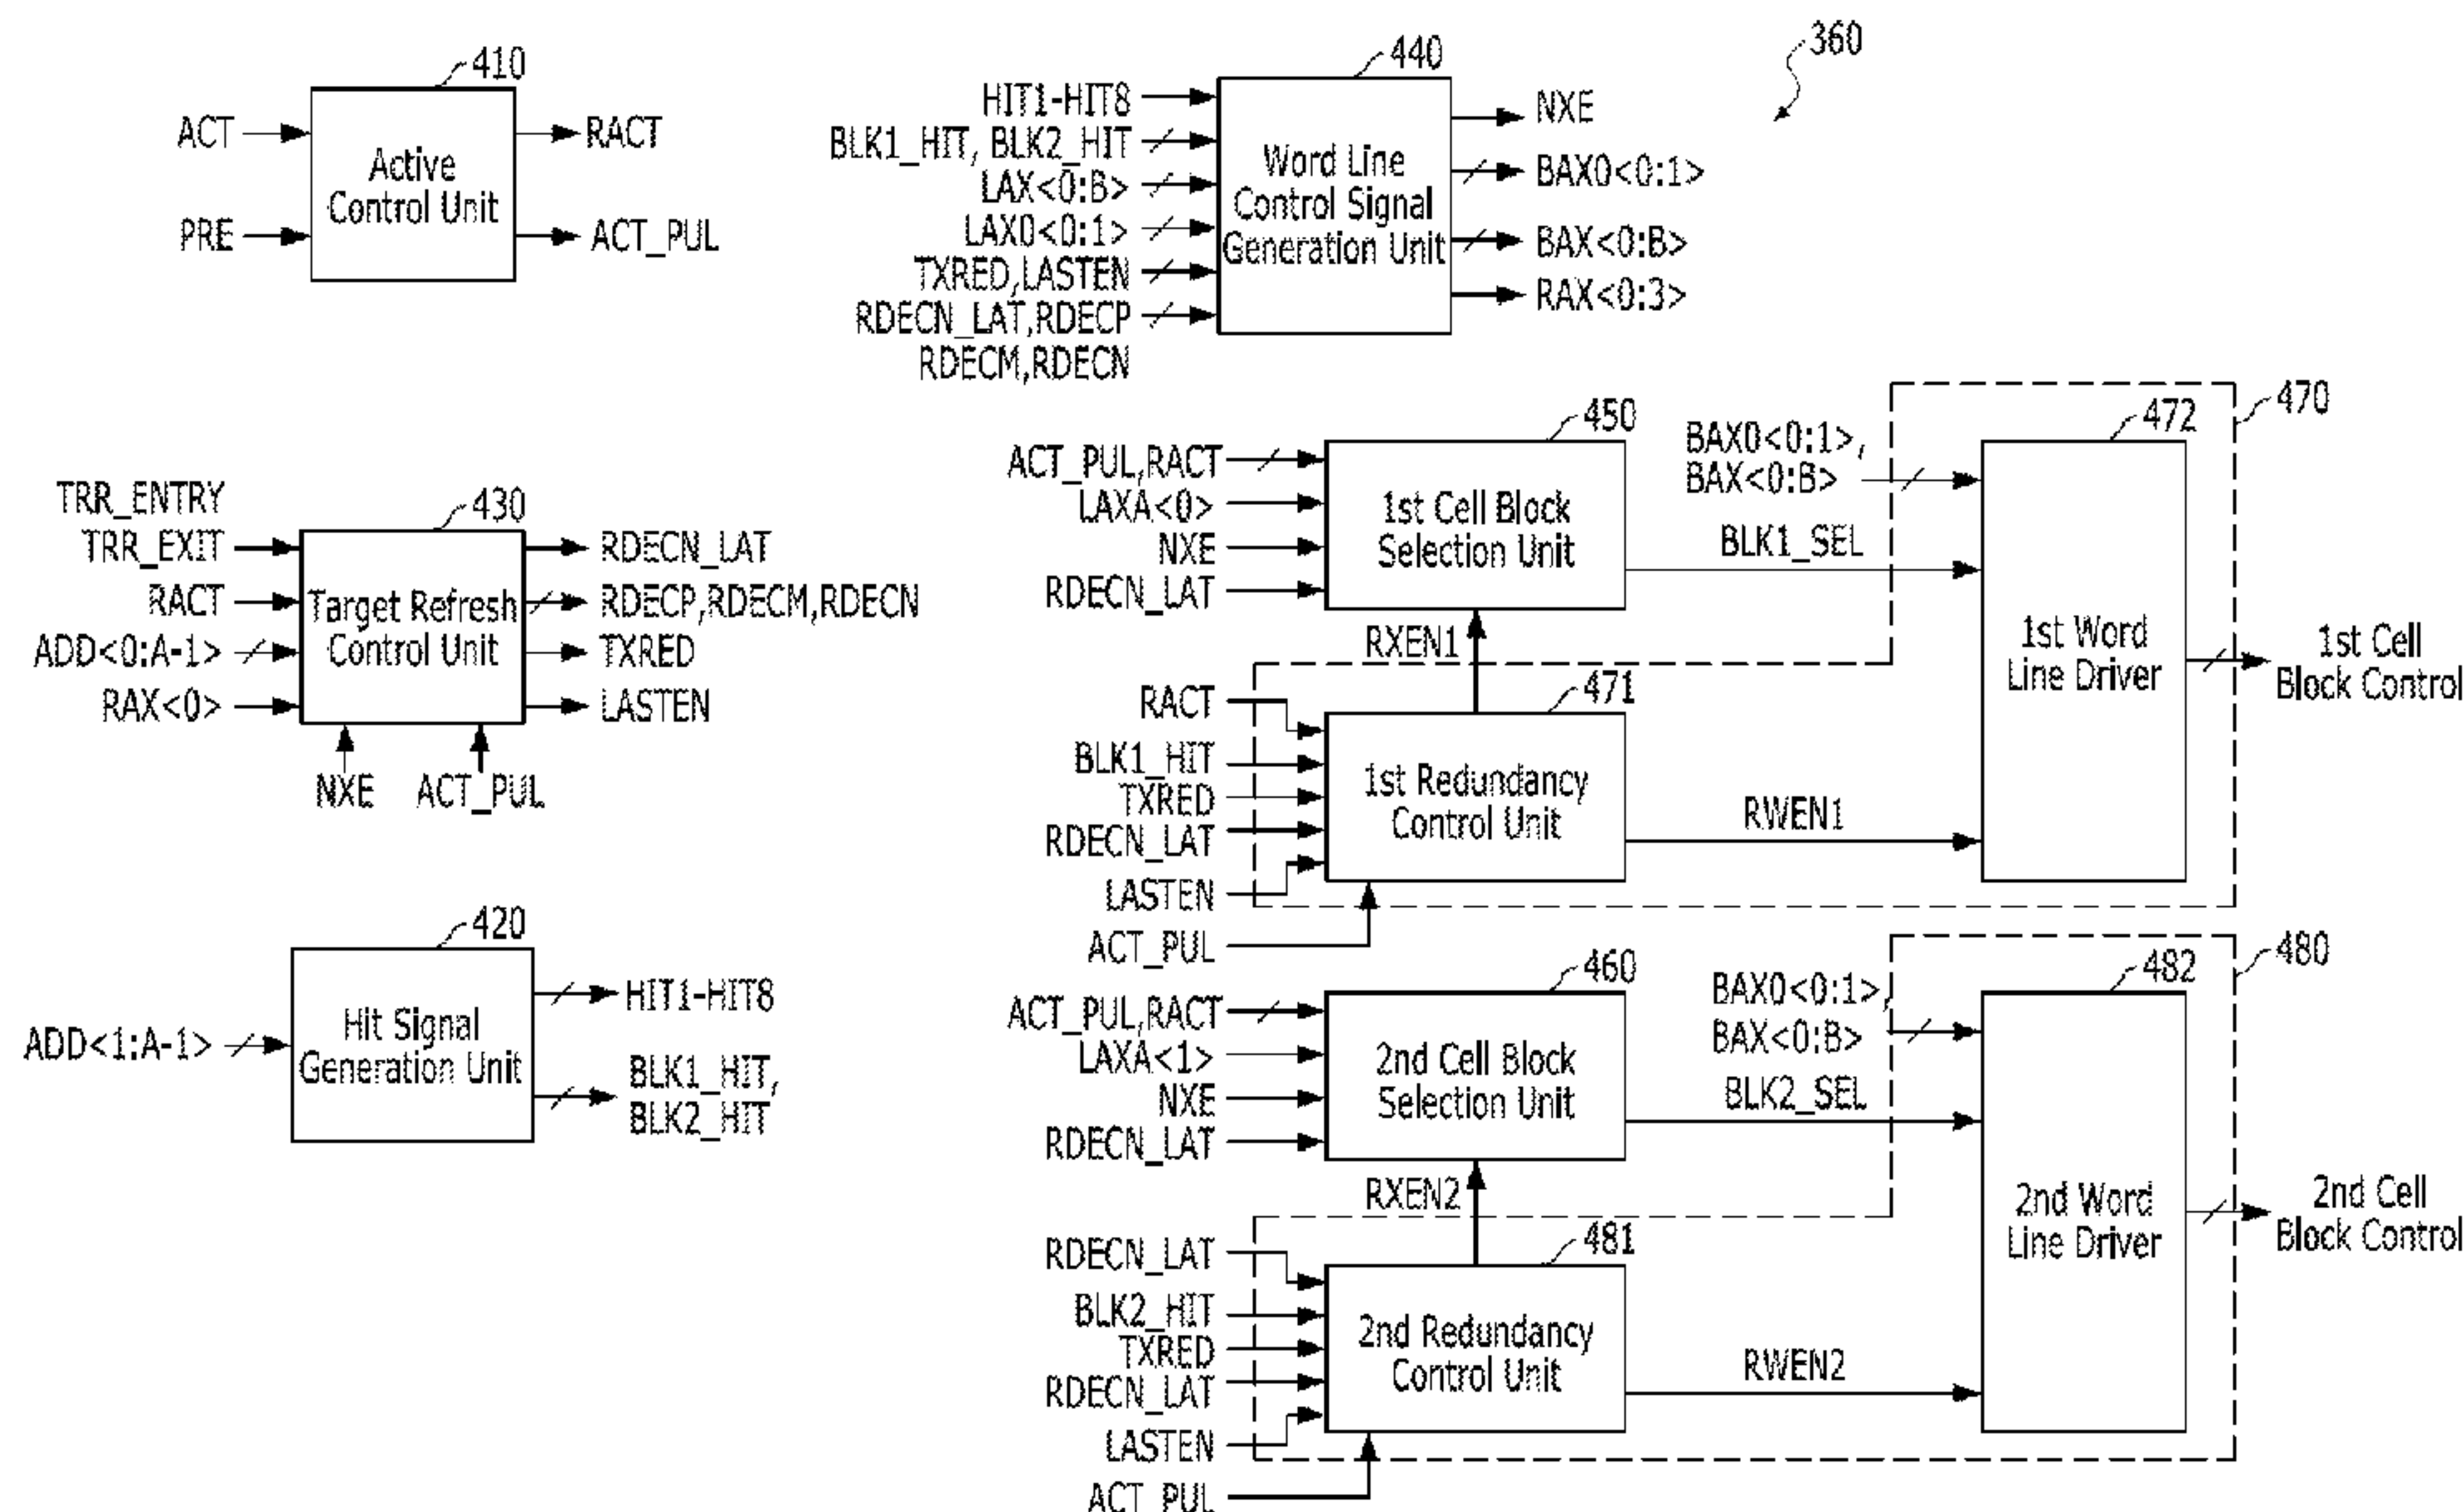 360
410
ACT
PRE
Active
Control Unit
RACT
ACT_PUL
440
HIT1-HIT8
BLK1_HIT, BLK2_HIT
LAX<0:B>
LAX0<0:1>
TXRED,LASTEN
RDECN_LAT,RDECP
RDECM,RDECN
Word Line
Control Signal
Generation Unit
NXE
BAX0<0:1>
BAX<0:B>
RAX<0:3>
430
TRR_ENTRY
TRR_EXIT
RACT
ADD<0:A-1>
RAX<0>
Target Refresh
Control Unit
NXE
ACT_PUL
RDECN_LAT
RDECP,RDECM,RDECN
TXRED
LASTEN
420
ADD<1:A-1>
Hit Signal
Generation Unit
HIT1-HIT8
BLK1_HIT,
BLK2_HIT
450
ACT_PUL,RACT
LAXA<0>
NXE
RDECN_LAT
1st Cell Block
Selection Unit
RXEN1
470
472
BAX0<0:1>,
BAX<0:B>
BLK1_SEL
1st Word
Line Driver
1st Cell
Block Control
471
RACT
BLK1_HIT
TXRED
RDECN_LAT
LASTEN
ACT_PUL
1st Redundancy
Control Unit
RWEN1
460
ACT_PUL,RACT
LAXA<1>
NXE
RDECN_LAT
2nd Cell Block
Selection Unit
RXEN2
480
482
BAX0<0:1>,
BAX<0:B>
BLK2_SEL
2nd Word
Line Driver
2nd Cell
Block Control
481
RDECN_LAT
BLK2_HIT
TXRED
RDECN_LAT
LASTEN
ACT_PUL
2nd Redundancy
Control Unit
RWEN2